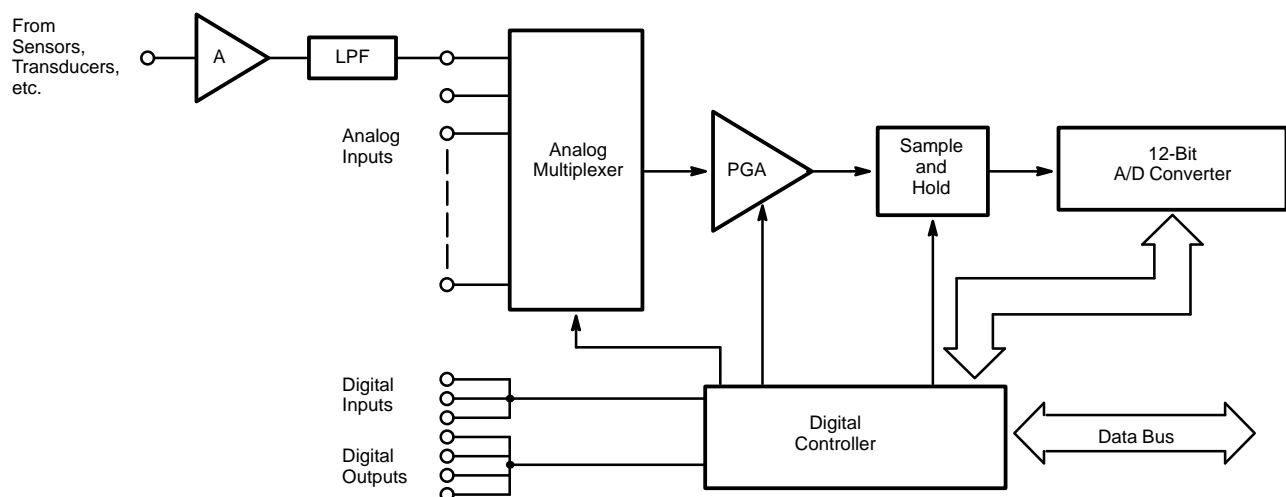 From
Sensors,
Transducers,
etc.
A
LPF
Analog
Inputs
Analog
Multiplexer
PGA
Sample
and
Hold
12-Bit
A/D Converter
Digital
Inputs
Digital
Outputs
Digital
Controller
Data Bus